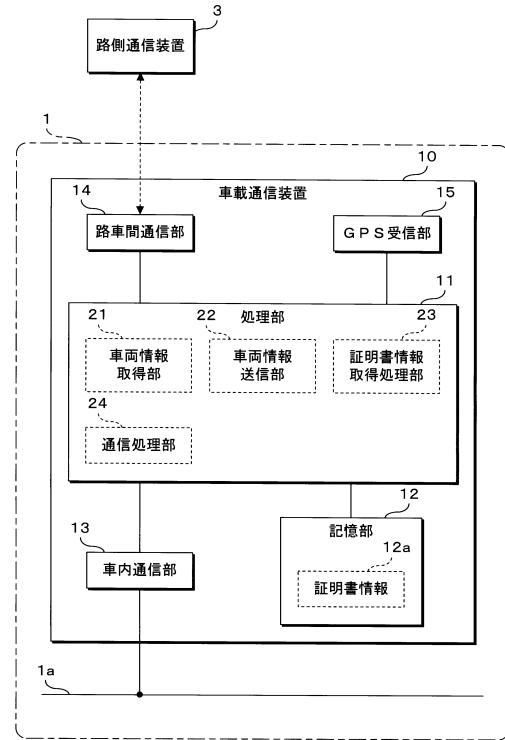 3
路側通信装置
1
10
車載通信装置
14
路車間通信部
15
GPS受信部
11
処理部
21
車両情報
取得部
22
車両情報
送信部
23
証明書情報
取得処理部
24
通信処理部
13
車内通信部
12
記憶部
12a
証明書情報
1a